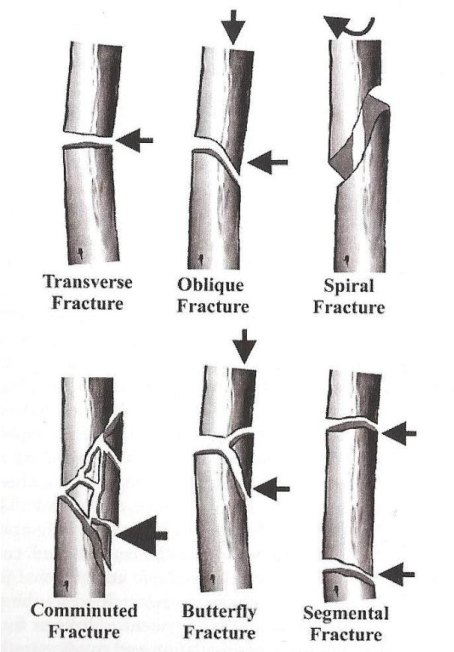 Transverse
Fracture
Oblique
Fracture
Spiral
Fracture
Comminuted
Fracture
Butterfly
Fracture
Segmental
Fracture